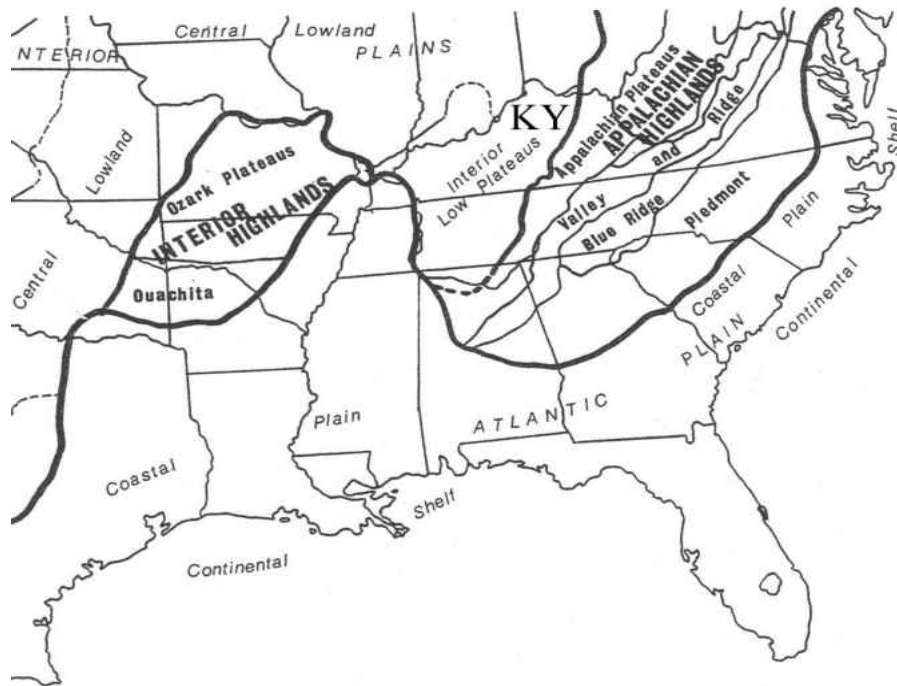 Central Lowland
PLAINS
NTERIOR
KY
Appalachian Plateaus
APPALACHIAN
HIGHLANDS
Ridge
and
Valley
Shelf
Interior
Low Plateaus
Lowland
Ozark Plateaus
INTERIOR
HIGHLANDS
Blue Ridge
Piedmont
Plain
Central
Ouachita
Coastal
Continental
PLAIN
ATLANTIC
Plain
Coastal
Shelf
Continental